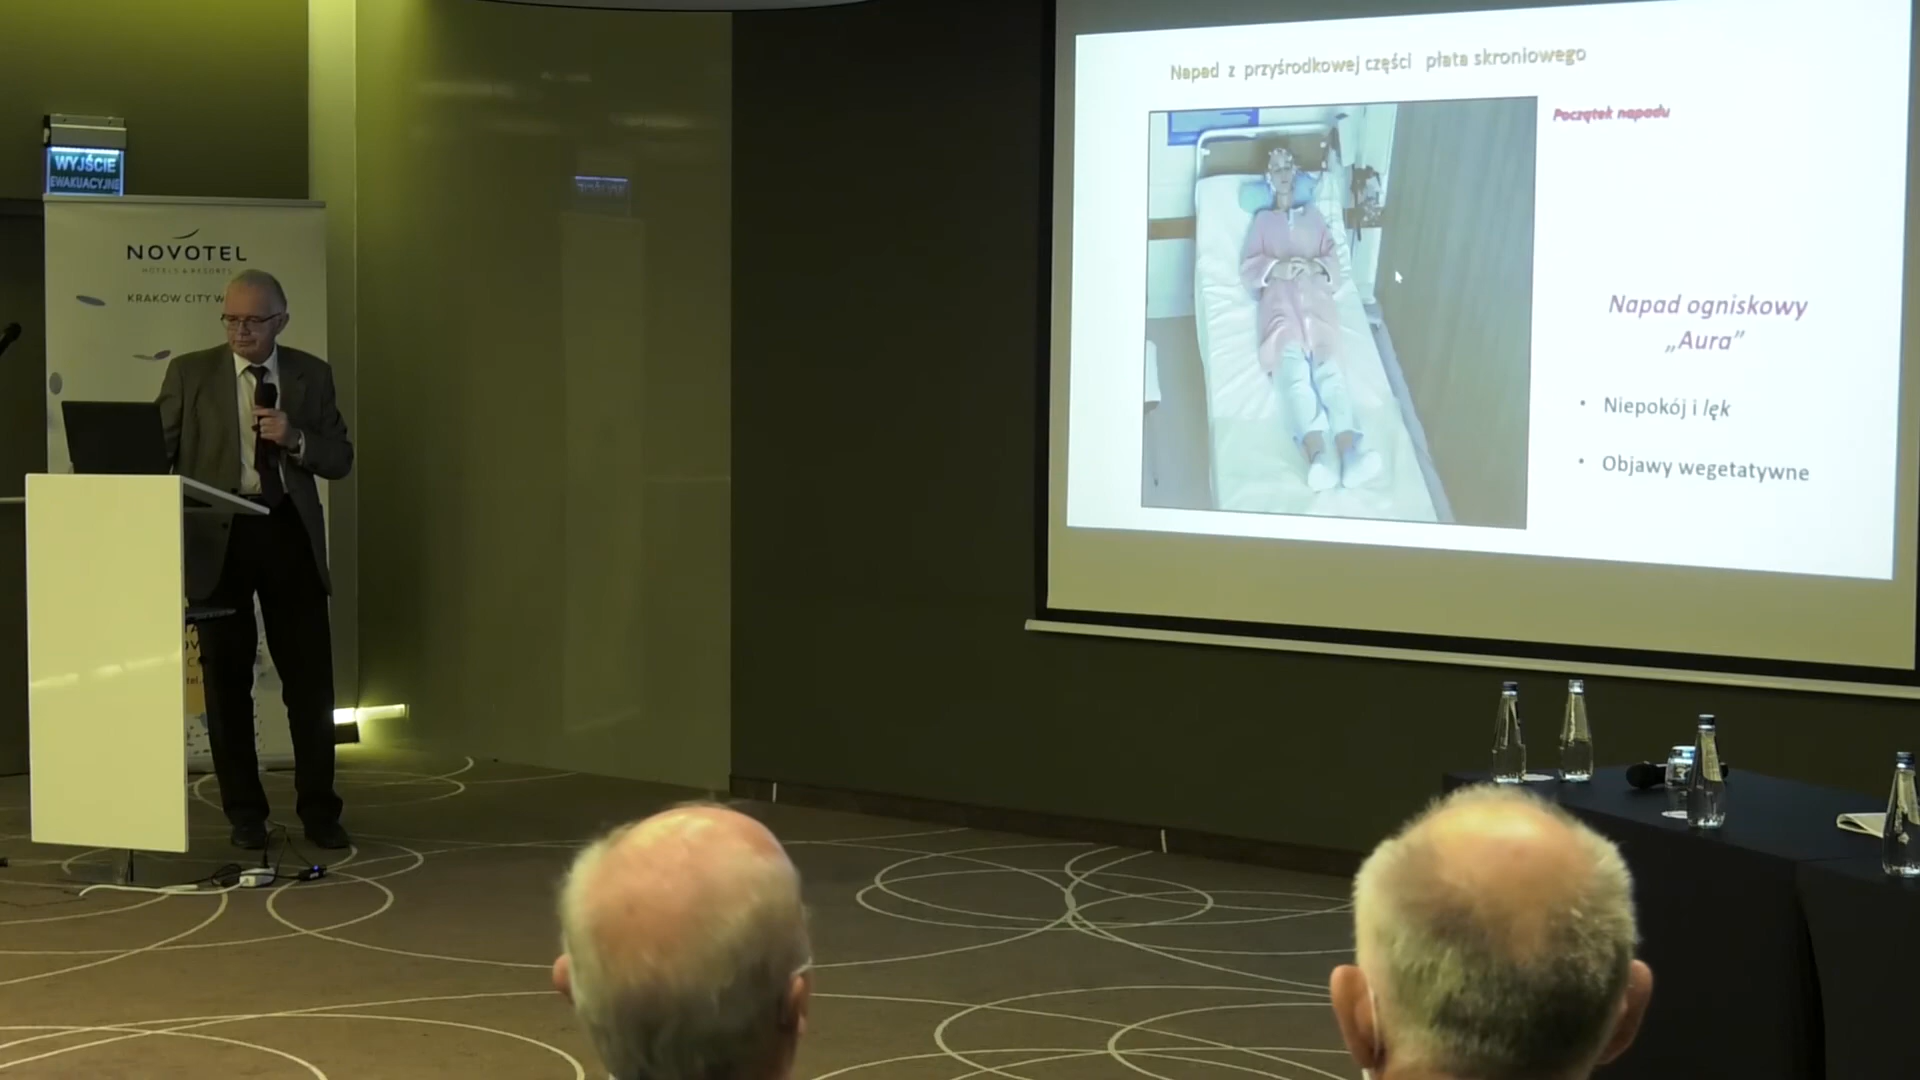 WYJŚCIE
EWAKUACYJNE
NOVOTEL
HOTELS & RESORTS
KRAKÓW CITY W
Napad z przyśrodkowej części płata skroniowego
Początek napadu
Napad ogniskowy
„Aura”
• Niepokój i lęk
• Objawy wegetatywne